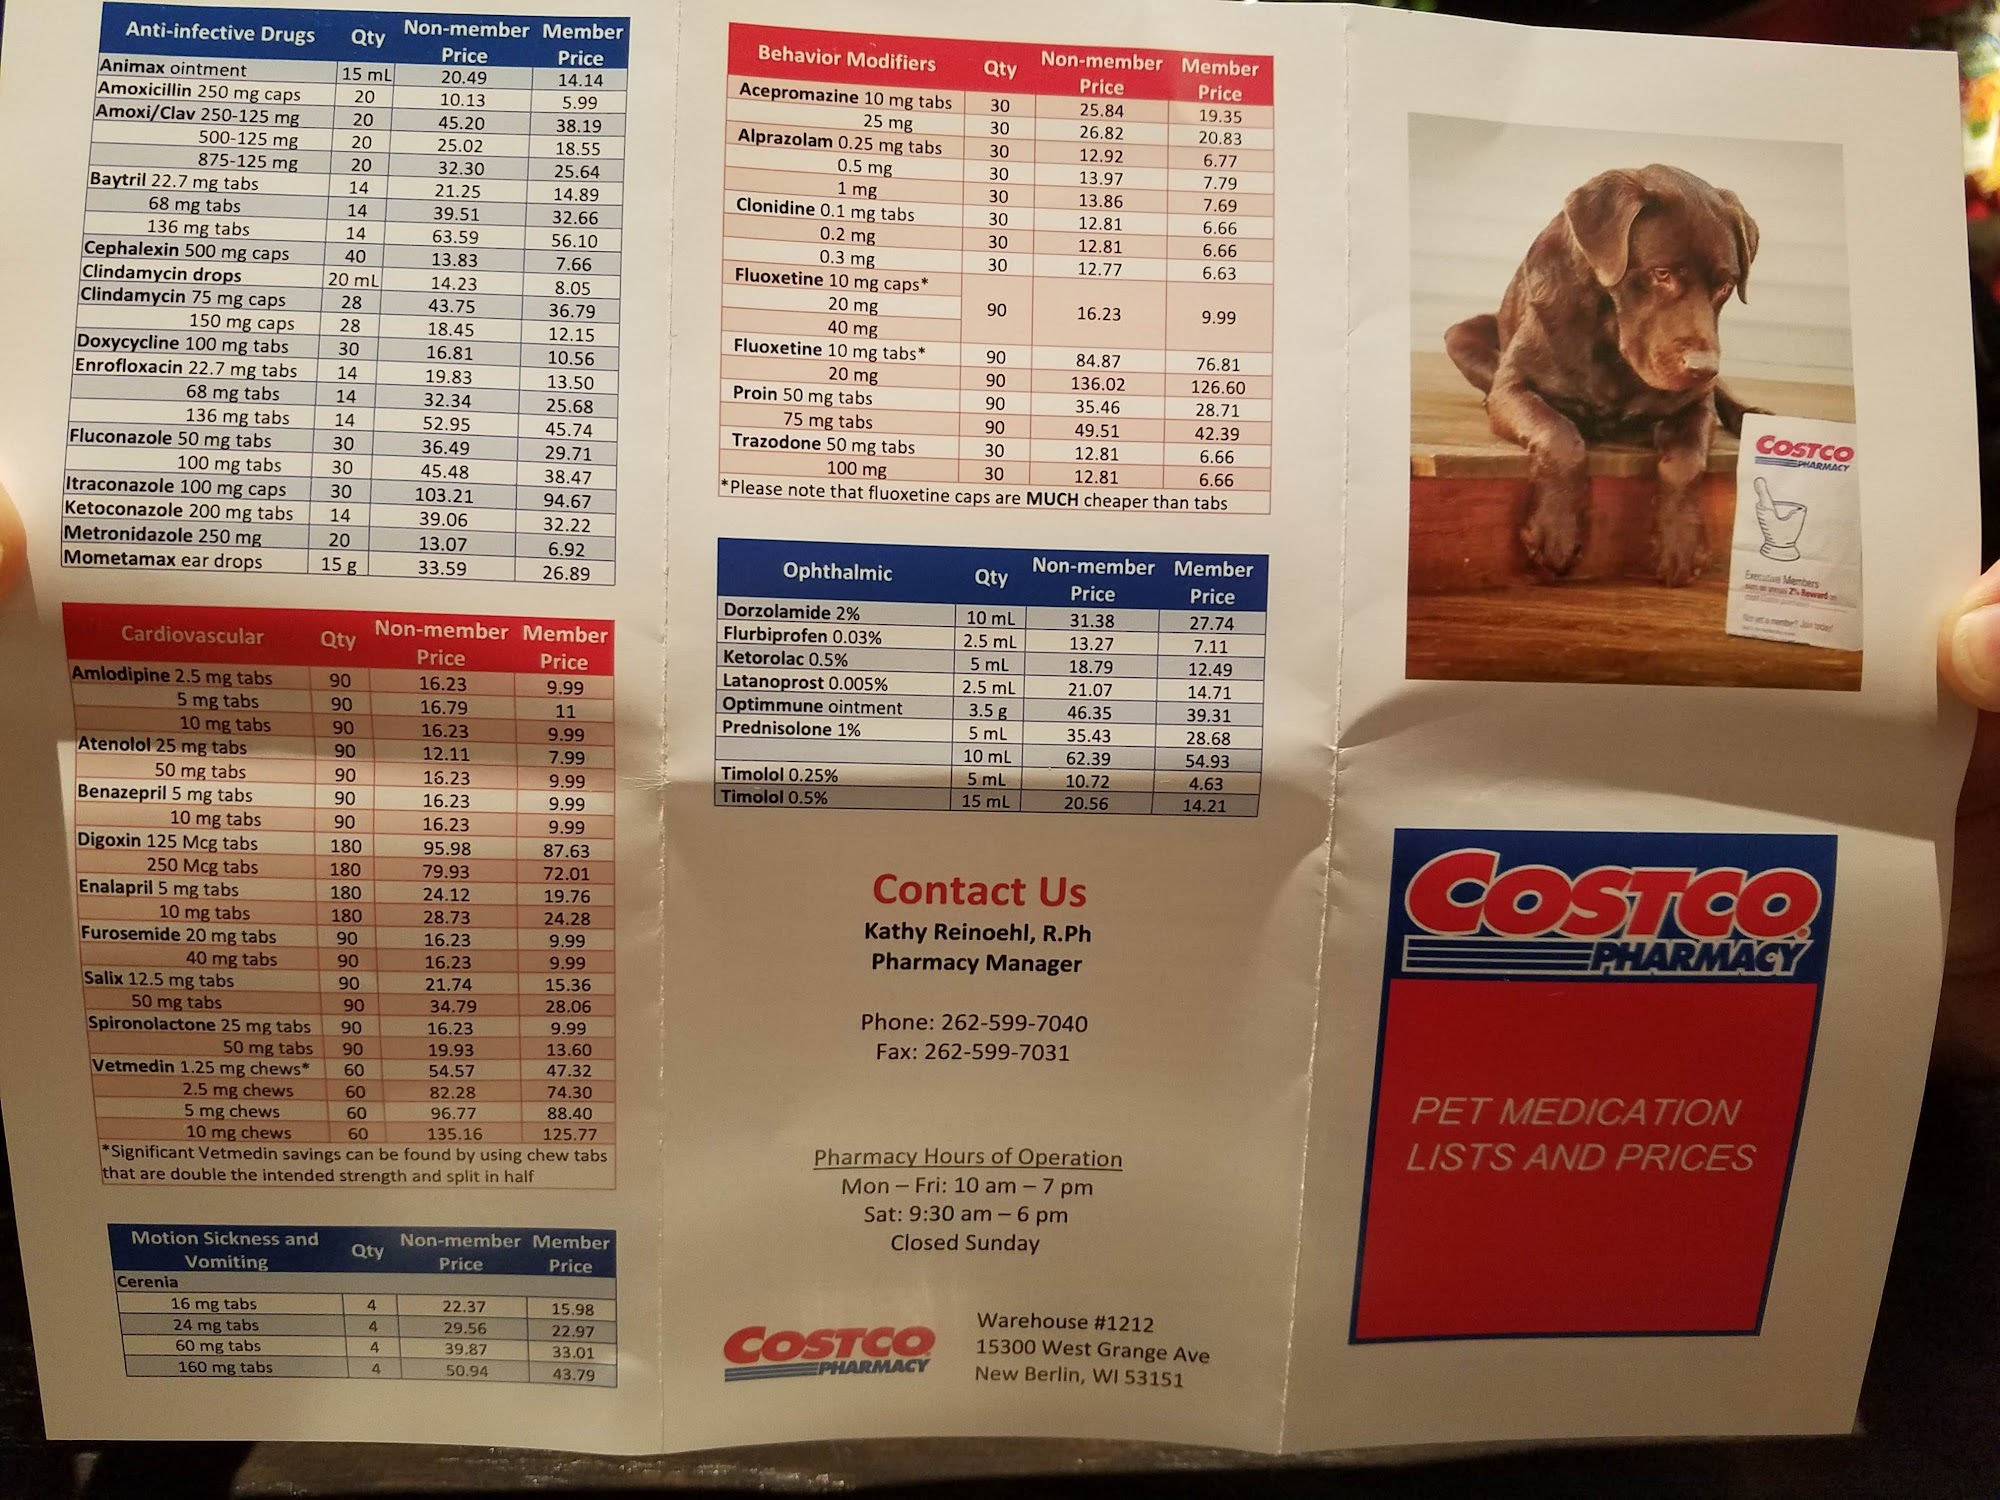 Anti-infective Drugs Qty Non-member Price Member Price
Animax ointment 15 mL 20.49 14.14
Amoxicillin 250 mg caps 20 10.13 5.99
Amoxi/Clav 250-125 mg 20 45.20 38.19
500-125 mg 20 25.02 18.55
875-125 mg 20 32.30 25.64
Baytril 22.7 mg tabs 14 21.25 14.89
68 mg tabs 14 39.51 32.66
136 mg tabs 14 63.59 56.10
Cephalexin 500 mg caps 40 13.83 7.66
Clindamycin drops 20 mL 14.23 8.05
Clindamycin 75 mg caps 28 43.75 36.79
150 mg caps 28 18.45 12.15
Doxycycline 100 mg tabs 30 16.81 10.56
Enrofloxacin 22.7 mg tabs 14 19.83 13.50
68 mg tabs 14 32.34 25.68
136 mg tabs 14 52.95 45.74
Fluconazole 50 mg tabs 30 36.49 29.71
100 mg tabs 30 45.48 38.47
Itraconazole 100 mg caps 30 103.21 94.67
Ketoconazole 200 mg tabs 14 39.06 32.22
Metronidazole 250 mg 20 13.07 6.92
Mometamax ear drops 15 g 33.59 26.89
Cardiovascular Qty Non-member Price Member Price
Amlodipine 2.5 mg tabs 90 16.23 9.99
5 mg tabs 90 16.79 11
10 mg tabs 90 16.23 9.99
Atenolol 25 mg tabs 90 12.11 7.99
50 mg tabs 90 16.23 9.99
Benazepril 5 mg tabs 90 16.23 9.99
10 mg tabs 90 16.23 9.99
Digoxin 125 Mcg tabs 180 95.98 87.63
250 Mcg tabs 180 79.93 72.01
Enalapril 5 mg tabs 180 24.12 19.76
10 mg tabs 180 28.73 24.28
Furosemide 20 mg tabs 90 16.23 9.99
40 mg tabs 90 16.23 9.99
Salix 12.5 mg tabs 90 21.74 15.36
50 mg tabs 90 34.79 28.06
Spironolactone 25 mg tabs 90 16.23 9.99
50 mg tabs 90 19.93 13.60
Vetmedin 1.25 mg chews* 60 54.57 47.32
2.5 mg chews 60 82.28 74.30
5 mg chews 60 96.77 88.40
10 mg chews 60 135.16 125.77
*Significant Vetmedin savings can be found by using chew tabs
that are double the intended strength and split in half
Motion Sickness and Vomiting Qty Non-member Price Member Price
Cerenia
16 mg tabs 4 22.37 15.98
24 mg tabs 4 29.56 22.97
60 mg tabs 4 39.87 33.01
160 mg tabs 4 50.94 43.79
Behavior Modifiers Qty Non-member Price Member Price
Acepromazine 10 mg tabs 30 25.84 19.35
25 mg 30 26.82 20.83
Alprazolam 0.25 mg tabs 30 12.92 6.77
0.5 mg 30 13.97 7.79
1 mg 30 13.86 7.69
Clonidine 0.1 mg tabs 30 12.81 6.66
0.2 mg 30 12.81 6.66
0.3 mg 30 12.77 6.63
Fluoxetine 10 mg caps*
20 mg 90 16.23 9.99
40 mg
Fluoxetine 10 mg tabs* 90 84.87 76.81
20 mg 90 136.02 126.60
Proin 50 mg tabs 90 35.46 28.71
75 mg tabs 90 49.51 42.39
Trazodone 50 mg tabs 30 12.81 6.66
100 mg 30 12.81 6.66
*Please note that fluoxetine caps are MUCH cheaper than tabs
Ophthalmic Qty Non-member Price Member Price
Dorzolamide 2% 10 mL 31.38 27.74
Flurbiprofen 0.03% 2.5 mL 13.27 7.11
Ketorolac 0.5% 5 mL 18.79 12.49
Latanoprost 0.005% 2.5 mL 21.07 14.71
Optimmune ointment 3.5 g 46.35 39.31
Prednisolone 1% 5 mL 35.43 28.68
10 mL 62.39 54.93
Timolol 0.25% 5 mL 10.72 4.63
Timolol 0.5% 15 mL 20.56 14.21
Contact Us
Kathy Reinoehl, R.Ph
Pharmacy Manager
Phone: 262-599-7040
Fax: 262-599-7031
Pharmacy Hours of Operation
Mon – Fri: 10 am – 7 pm
Sat: 9:30 am – 6 pm
Closed Sunday
COSTCO
PHARMACY
Warehouse #1212
15300 West Grange Ave
New Berlin, WI 53151
COSTCO
PHARMACY
Executive Members
Not yet a member? Join today!
COSTCO
PHARMACY
PET MEDICATION
LISTS AND PRICES